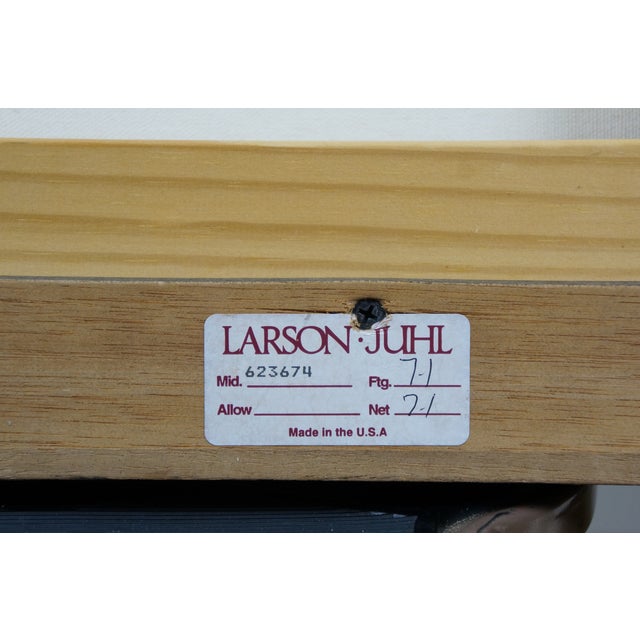 LARSON·JUHL
Mld. 623674 Ftg. 7-1
Allow Net 7-1
Made in the U.S.A